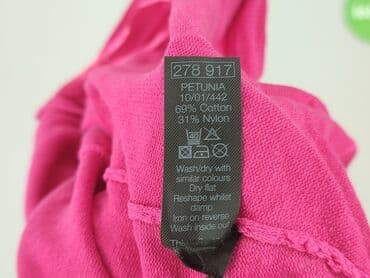 278 917
PETUNIA
10/01/442
69% Cotton
31% Nylon
40
Wash/dry with
similar colours
Dry flat
Reshape whilst
damp
Iron on reverse
Wash inside out